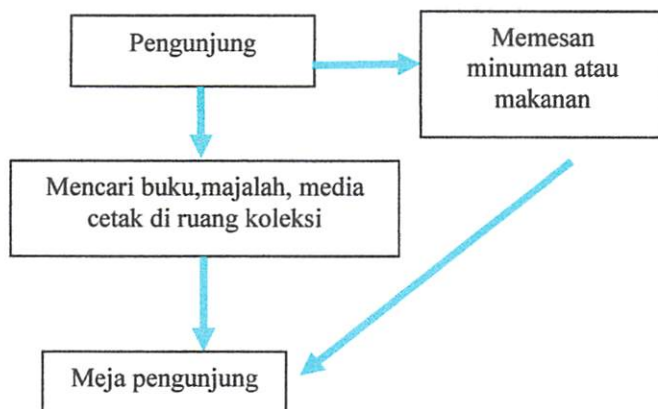 Pengunjung
Memesan
minuman atau
makanan
Mencari buku,majalah, media
cetak di ruang koleksi
Meja pengunjung